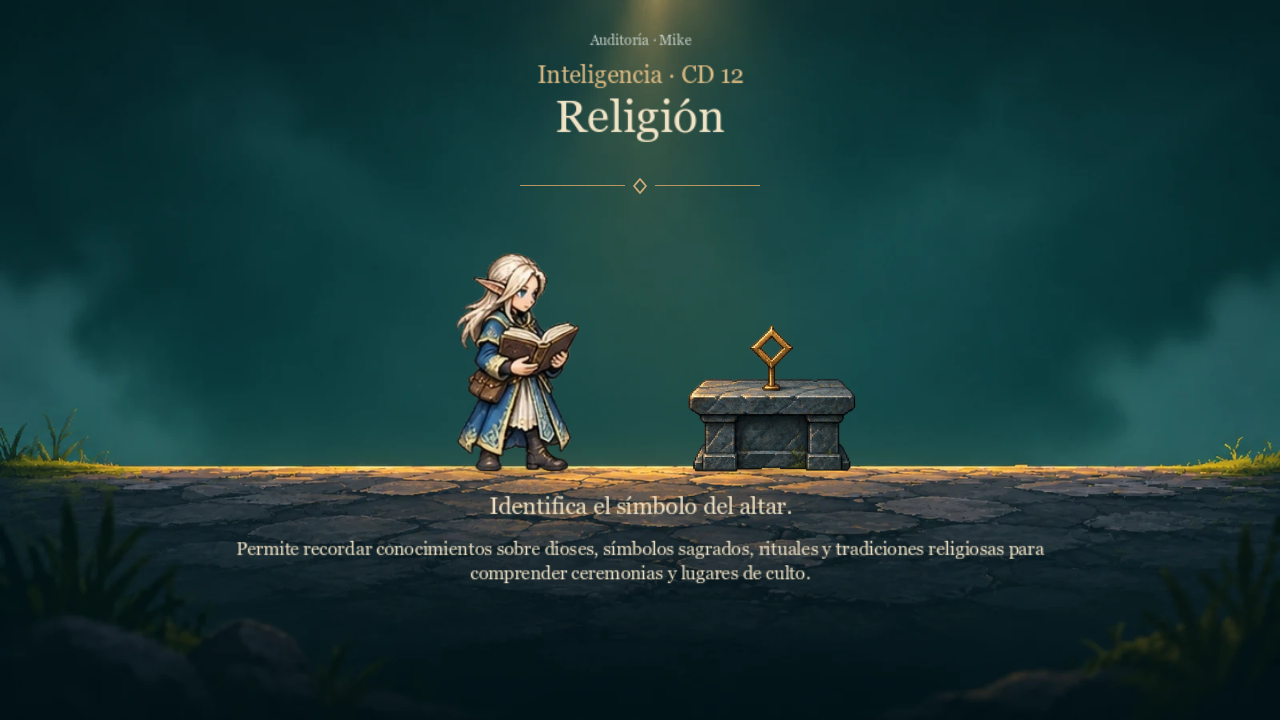 Auditoría · Mike
Inteligencia · CD 12
Religión
Identifica el símbolo del altar.
Permite recordar conocimientos sobre dioses, símbolos sagrados, rituales y tradiciones religiosas para
comprender ceremonias y lugares de culto.